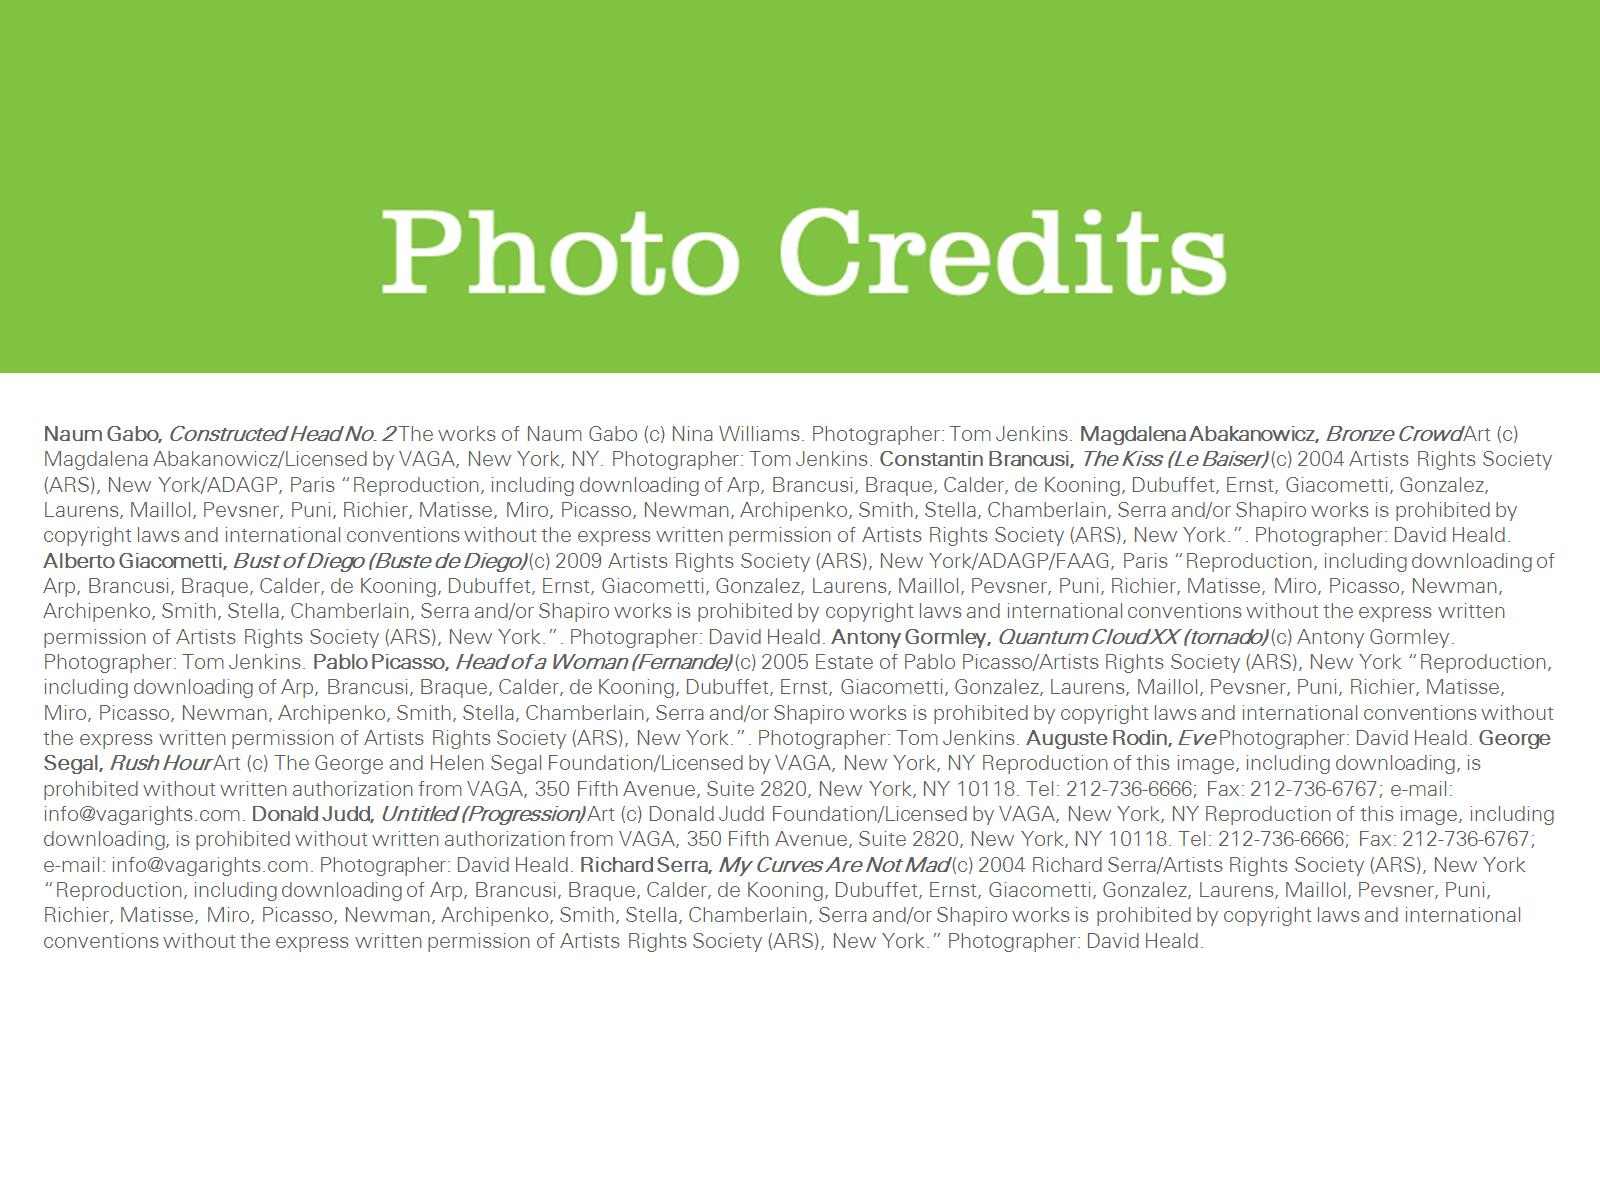 Photo Credits
Naum Gabo, Constructed Head No. 2 The works of Naum Gabo (c) Nina Williams. Photographer: Tom Jenkins. Magdalena Abakanowicz, Bronze Crowd Art (c)
Magdalena Abakanowicz/Licensed by VAGA, New York, NY. Photographer: Tom Jenkins. Constantin Brancusi, The Kiss (Le Baiser) (c) 2004 Artists Rights Society
(ARS), New York/ADAGP, Paris “Reproduction, including downloading of Arp, Brancusi, Braque, Calder, de Kooning, Dubuffet, Ernst, Giacometti, Gonzalez,
Laurens, Maillol, Pevsner, Puni, Richier, Matisse, Miro, Picasso, Newman, Archipenko, Smith, Stella, Chamberlain, Serra and/or Shapiro works is prohibited by
copyright laws and international conventions without the express written permission of Artists Rights Society (ARS), New York.”. Photographer: David Heald.
Alberto Giacometti, Bust of Diego (Buste de Diego) (c) 2009 Artists Rights Society (ARS), New York/ADAGP/FAAG, Paris “Reproduction, including downloading of
Arp, Brancusi, Braque, Calder, de Kooning, Dubuffet, Ernst, Giacometti, Gonzalez, Laurens, Maillol, Pevsner, Puni, Richier, Matisse, Miro, Picasso, Newman,
Archipenko, Smith, Stella, Chamberlain, Serra and/or Shapiro works is prohibited by copyright laws and international conventions without the express written
permission of Artists Rights Society (ARS), New York.”. Photographer: David Heald. Antony Gormley, Quantum Cloud XX (tornado) (c) Antony Gormley.
Photographer: Tom Jenkins. Pablo Picasso, Head of a Woman (Fernande) (c) 2005 Estate of Pablo Picasso/Artists Rights Society (ARS), New York “Reproduction,
including downloading of Arp, Brancusi, Braque, Calder, de Kooning, Dubuffet, Ernst, Giacometti, Gonzalez, Laurens, Maillol, Pevsner, Puni, Richier, Matisse,
Miro, Picasso, Newman, Archipenko, Smith, Stella, Chamberlain, Serra and/or Shapiro works is prohibited by copyright laws and international conventions without
the express written permission of Artists Rights Society (ARS), New York.”. Photographer: Tom Jenkins. Auguste Rodin, Eve Photographer: David Heald. George
Segal, Rush Hour Art (c) The George and Helen Segal Foundation/Licensed by VAGA, New York, NY Reproduction of this image, including downloading, is
prohibited without written authorization from VAGA, 350 Fifth Avenue, Suite 2820, New York, NY 10118. Tel: 212-736-6666; Fax: 212-736-6767; e-mail:
info@vagarights.com. Donald Judd, Untitled (Progression) Art (c) Donald Judd Foundation/Licensed by VAGA, New York, NY Reproduction of this image, including
downloading, is prohibited without written authorization from VAGA, 350 Fifth Avenue, Suite 2820, New York, NY 10118. Tel: 212-736-6666; Fax: 212-736-6767;
e-mail: info@vagarights.com. Photographer: David Heald. Richard Serra, My Curves Are Not Mad (c) 2004 Richard Serra/Artists Rights Society (ARS), New York
“Reproduction, including downloading of Arp, Brancusi, Braque, Calder, de Kooning, Dubuffet, Ernst, Giacometti, Gonzalez, Laurens, Maillol, Pevsner, Puni,
Richier, Matisse, Miro, Picasso, Newman, Archipenko, Smith, Stella, Chamberlain, Serra and/or Shapiro works is prohibited by copyright laws and international
conventions without the express written permission of Artists Rights Society (ARS), New York.” Photographer: David Heald.